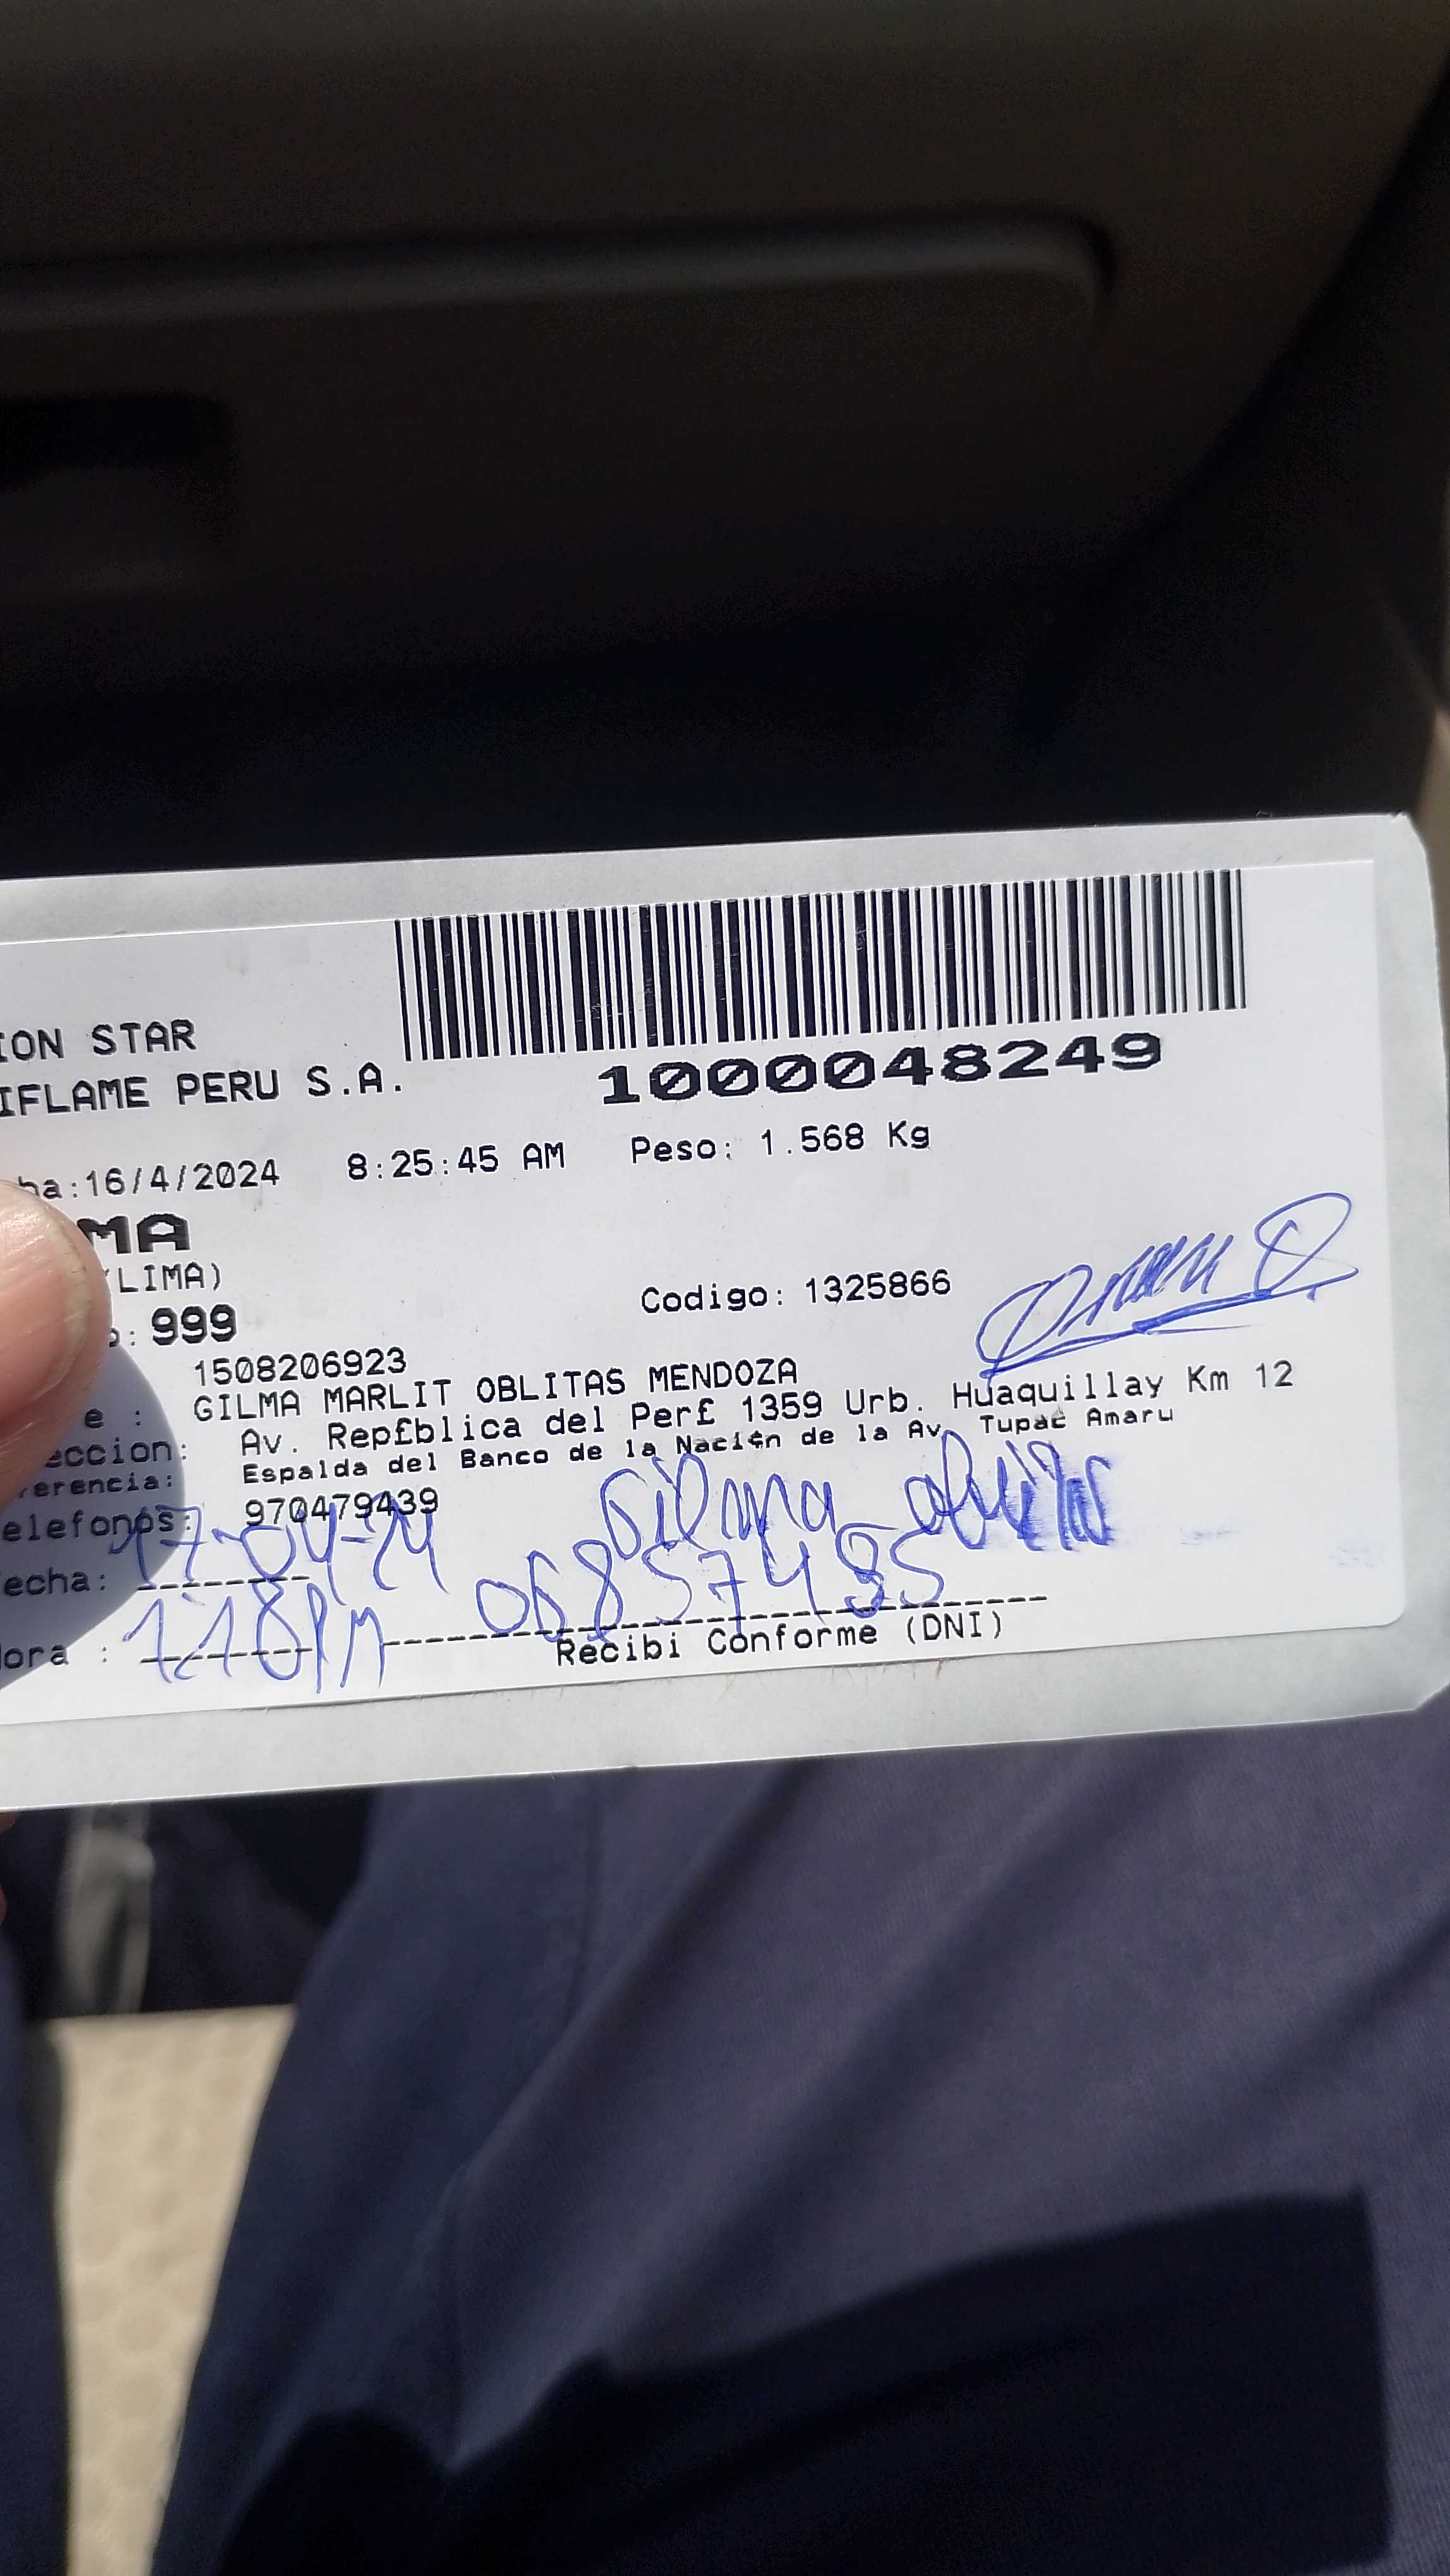 ION STAR
IFLAME PERU S.A.
1000048249
ha:16/4/2024 8:25:45 AM Peso: 1.568 Kg
MA
(LIMA)
Codigo: 1325866
: 999
1508206923
e : GILMA MARLIT OBLITAS MENDOZA
eccion: Av. Rep£blica del Per£ 1359 Urb. Huaquillay Km 12
erencia: Espalda del Banco de la Naci¢n de la Av. Tupac Amaru
elefonos: 970479439
Gilma Oblitas
echa: 17-04-24
06857495
ora : 1:18PM
Recibi Conforme (DNI)